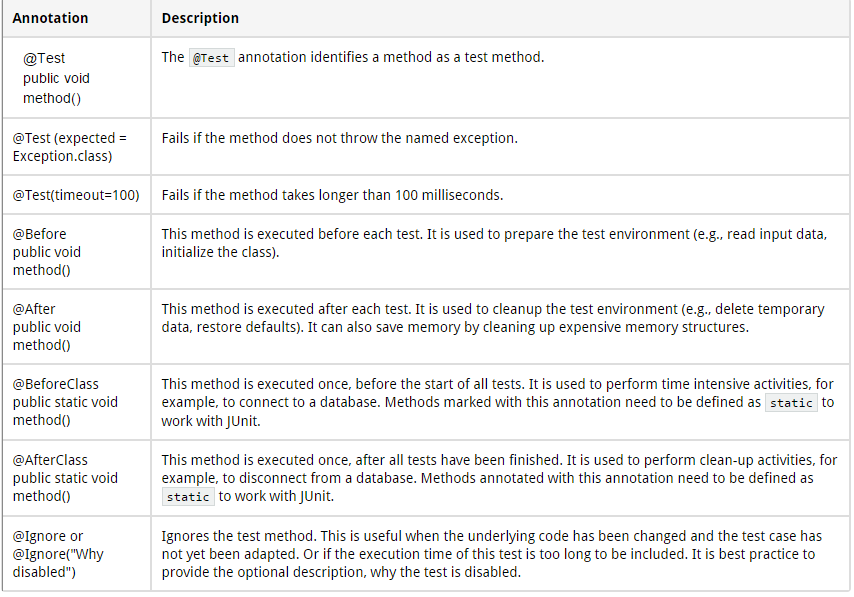 Annotation
Description
@Test
public void
method()
The @Test annotation identifies a method as a test method.
@Test (expected =
Exception.class)
Fails if the method does not throw the named exception.
@Test(timeout=100)
Fails if the method takes longer than 100 milliseconds.
@Before
public void
method()
This method is executed before each test. It is used to prepare the test environment (e.g., read input data,
initialize the class).
@After
public void
method()
This method is executed after each test. It is used to cleanup the test environment (e.g., delete temporary
data, restore defaults). It can also save memory by cleaning up expensive memory structures.
@BeforeClass
public static void
method()
This method is executed once, before the start of all tests. It is used to perform time intensive activities, for
example, to connect to a database. Methods marked with this annotation need to be defined as static to
work with JUnit.
@AfterClass
public static void
method()
This method is executed once, after all tests have been finished. It is used to perform clean-up activities, for
example, to disconnect from a database. Methods annotated with this annotation need to be defined as
static to work with JUnit.
@Ignore or
@Ignore("Why
disabled")
Ignores the test method. This is useful when the underlying code has been changed and the test case has
not yet been adapted. Or if the execution time of this test is too long to be included. It is best practice to
provide the optional description, why the test is disabled.